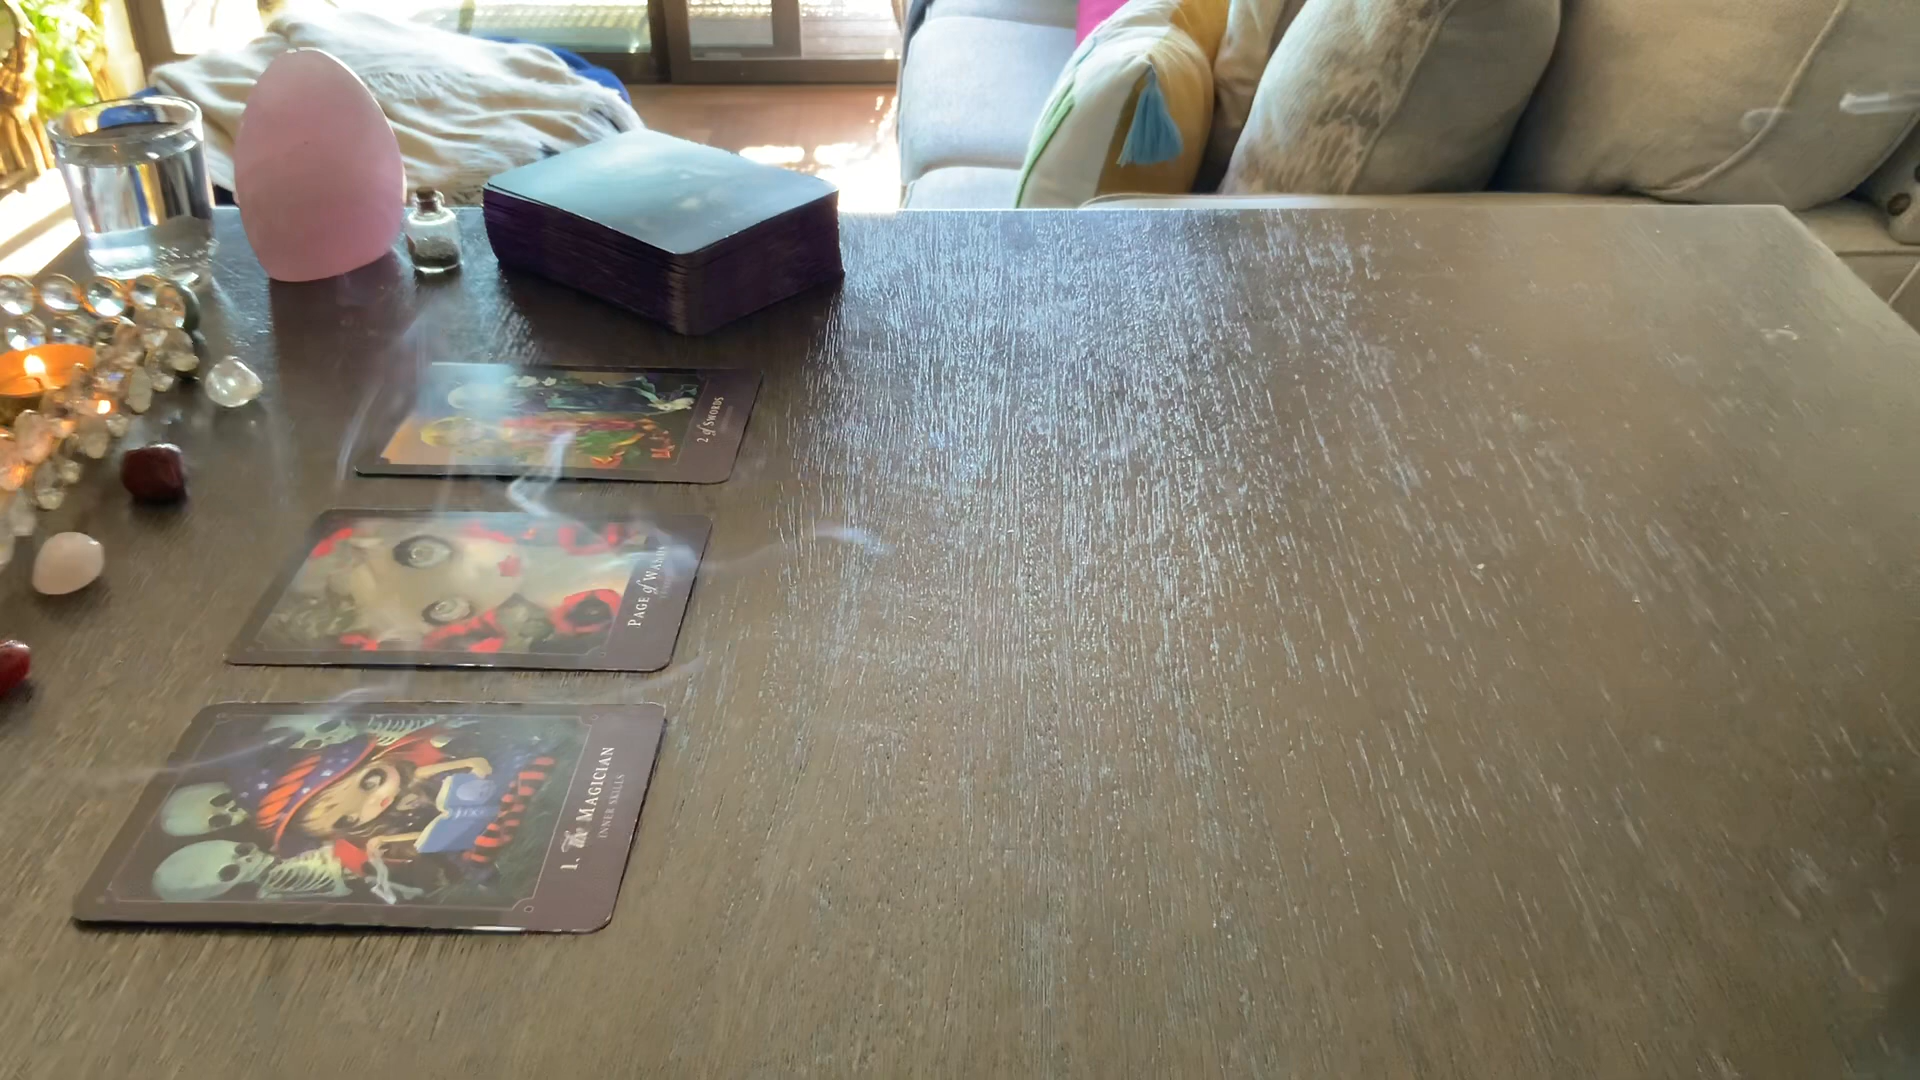 2 of SWORDS
PAGE of WANDS
1. The MAGICIAN
INNER SKILLS